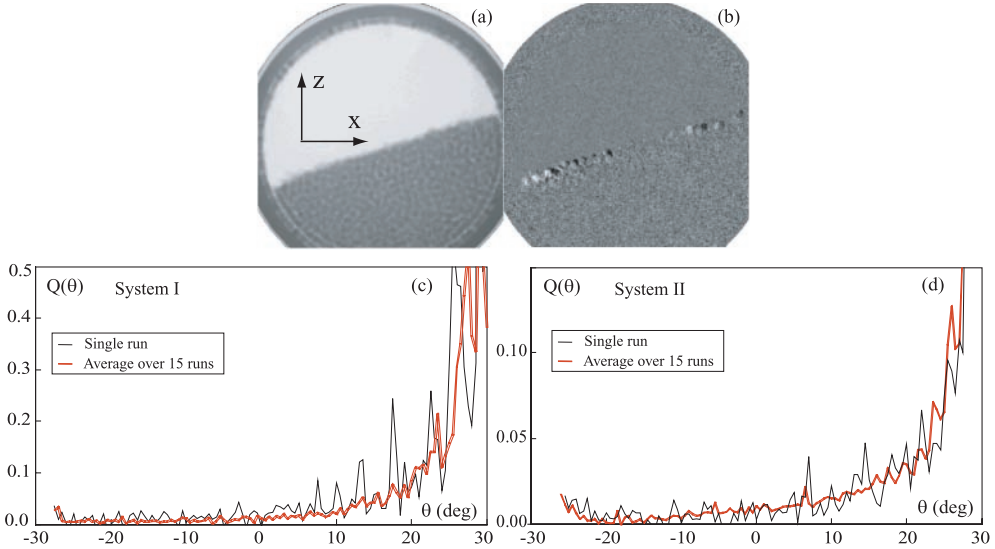 (a)
(b)
z
x
Q(θ)
System I
(c)
Single run
Average over 15 runs
0.5
0.4
0.3
0.2
0.1
0.0
θ (deg)
-30
-20
-10
0
10
20
30
Q(θ)
System II
(d)
Single run
Average over 15 runs
0.10
0.05
0.00
θ (deg)
-30
-20
-10
0
10
20
30